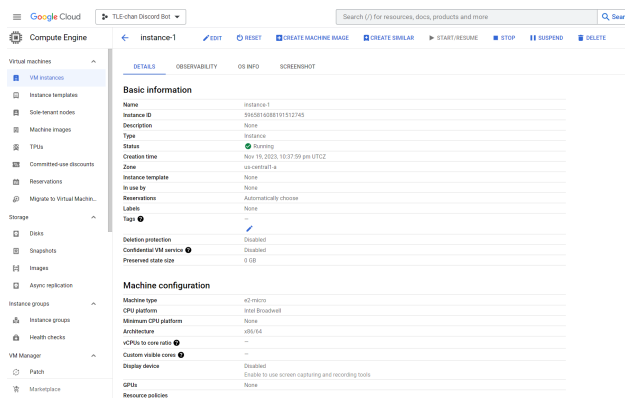 Google Cloud
TLE-chan Discord Bot
Search (/) for resources, docs, products and more
Sear
Compute Engine
instance-1
EDIT
RESET
CREATE MACHINE IMAGE
CREATE SIMILAR
START/RESUME
STOP
SUSPEND
DELETE
Virtual machines
VM instances
Instance templates
Sole-tenant nodes
Machine images
TPUs
Committed-use discounts
Reservations
Migrate to Virtual Machin...
Storage
Disks
Snapshots
Images
Async replication
Instance groups
Instance groups
Health checks
VM Manager
Patch
Marketplace
DETAILS
OBSERVABILITY
OS INFO
SCREENSHOT
Basic information
Name instance-1
Instance ID 5965816088191512745
Description None
Type Instance
Status Running
Creation time Nov 19, 2023, 10:37:59 pm UTCZ
Zone us-central1-a
Instance template None
In use by None
Reservations Automatically choose
Labels None
Tags —
Deletion protection Disabled
Confidential VM service Disabled
Preserved state size 0 GB
Machine configuration
Machine type e2-micro
CPU platform Intel Broadwell
Minimum CPU platform None
Architecture x86/64
vCPUs to core ratio —
Custom visible cores —
Display device Disabled
Enable to use screen capturing and recording tools
GPUs None
Resource policies